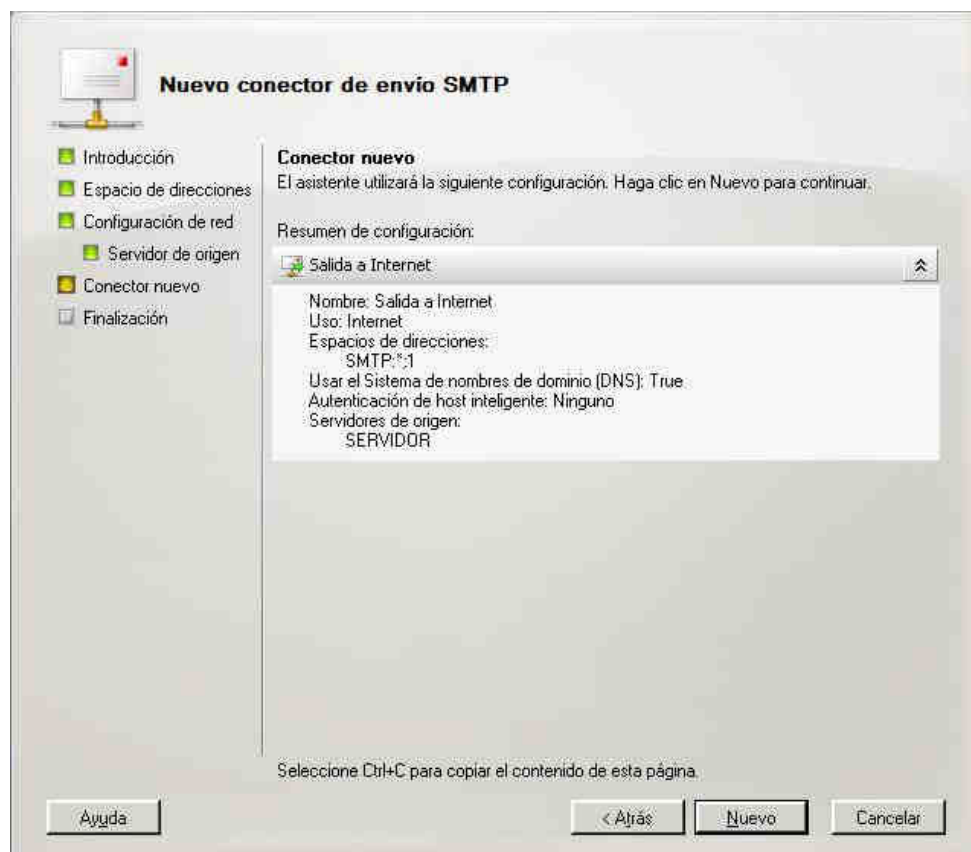 Nuevo conector de envío SMTP
Introducción
Espacio de direcciones
Configuración de red
Servidor de origen
Conector nuevo
Finalización
Conector nuevo
El asistente utilizará la siguiente configuración. Haga clic en Nuevo para continuar.
Resumen de configuración:
Salida a Internet
Nombre: Salida a Internet
Uso: Internet
Espacios de direcciones:
SMTP:*;1
Usar el Sistema de nombres de dominio (DNS): True
Autenticación de host inteligente: Ninguno
Servidores de origen:
SERVIDOR
Seleccione Ctrl+C para copiar el contenido de esta página.
Ayuda
< Atrás
Nuevo
Cancelar